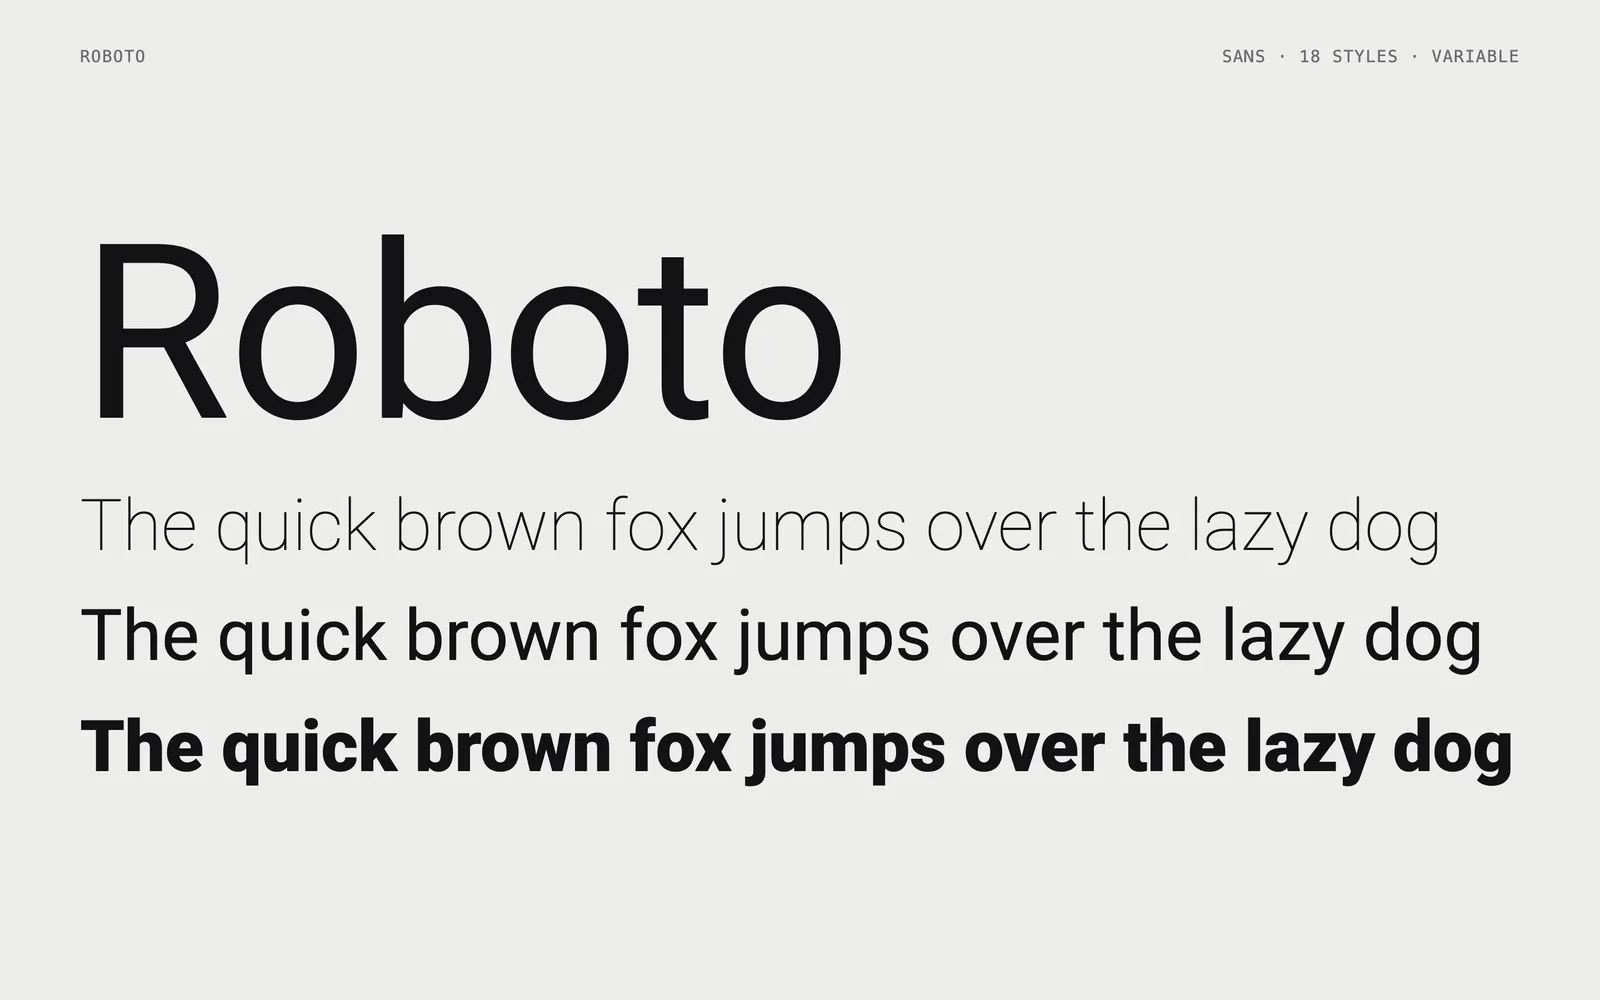 ROBOTO
SANS · 18 STYLES · VARIABLE
Roboto
The quick brown fox jumps over the lazy dog
The quick brown fox jumps over the lazy dog
The quick brown fox jumps over the lazy dog